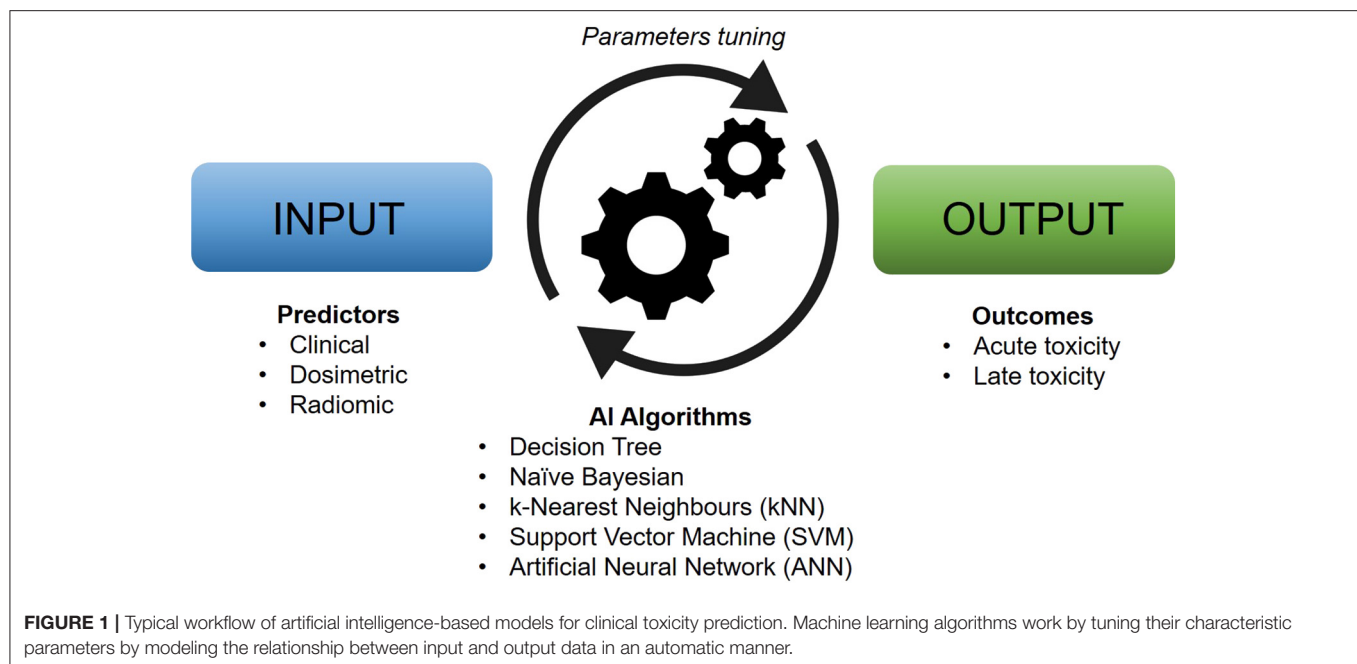 Parameters tuning
INPUT
OUTPUT
Predictors
• Clinical
• Dosimetric
• Radiomic
Outcomes
• Acute toxicity
• Late toxicity
AI Algorithms
• Decision Tree
• Naïve Bayesian
• k-Nearest Neighbours (kNN)
• Support Vector Machine (SVM)
• Artificial Neural Network (ANN)
FIGURE 1 | Typical workflow of artificial intelligence-based models for clinical toxicity prediction. Machine learning algorithms work by tuning their characteristic
parameters by modeling the relationship between input and output data in an automatic manner.